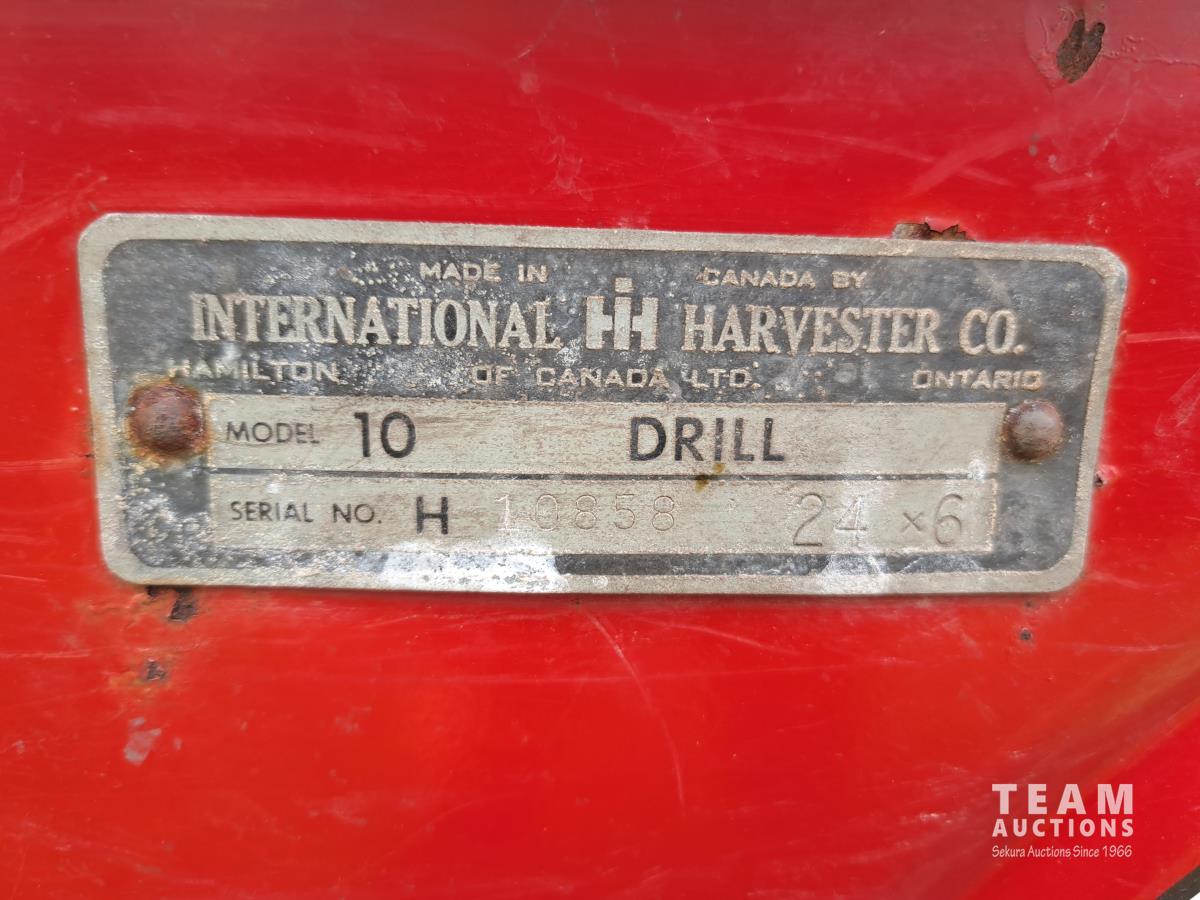 MADE IN CANADA BY
INTERNATIONAL IH HARVESTER CO.
HAMILTON OF CANADA LTD. ONTARIO
MODEL 10 DRILL
SERIAL NO. H 10858 24 x6
TEAM
AUCTIONS
Sekura Auctions Since 1966